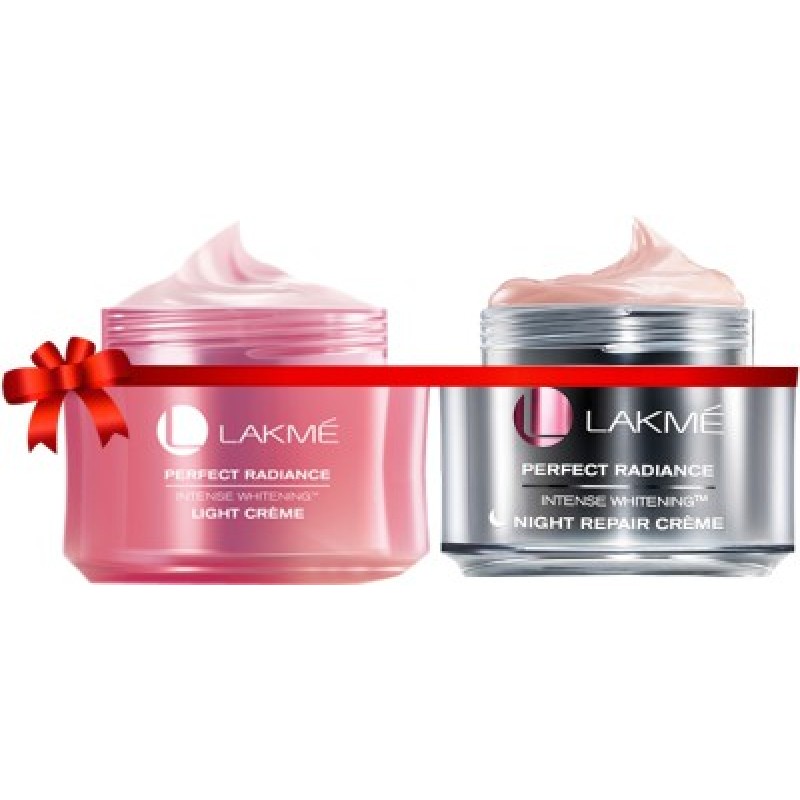 LAKMÉ
PERFECT RADIANCE
INTENSE WHITENING™
LIGHT CRÈME
LAKMÉ
PERFECT RADIANCE
INTENSE WHITENING™
NIGHT REPAIR CRÈME